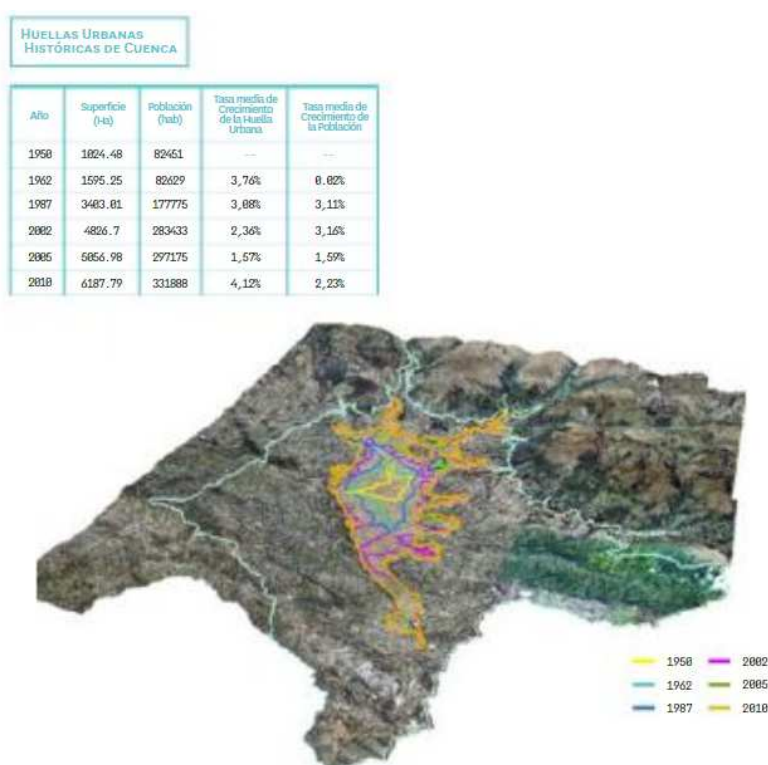 HUELLAS URBANAS
HISTÓRICAS DE CUENCA
Año
Superficie
(Ha)
Población
(hab)
Tasa media de
Crecimiento
de la Huella
Urbana
Tasa media de
Crecimiento de
la Población
1950 1024.48 82451 -- --
1962 1595.25 82629 3,76% 0.02%
1987 3403.01 177775 3,08% 3,11%
2002 4826.7 283433 2,36% 3,16%
2005 5056.98 297175 1,57% 1,59%
2010 6187.79 331888 4,12% 2,23%
1950 2002
1962 2005
1987 2010